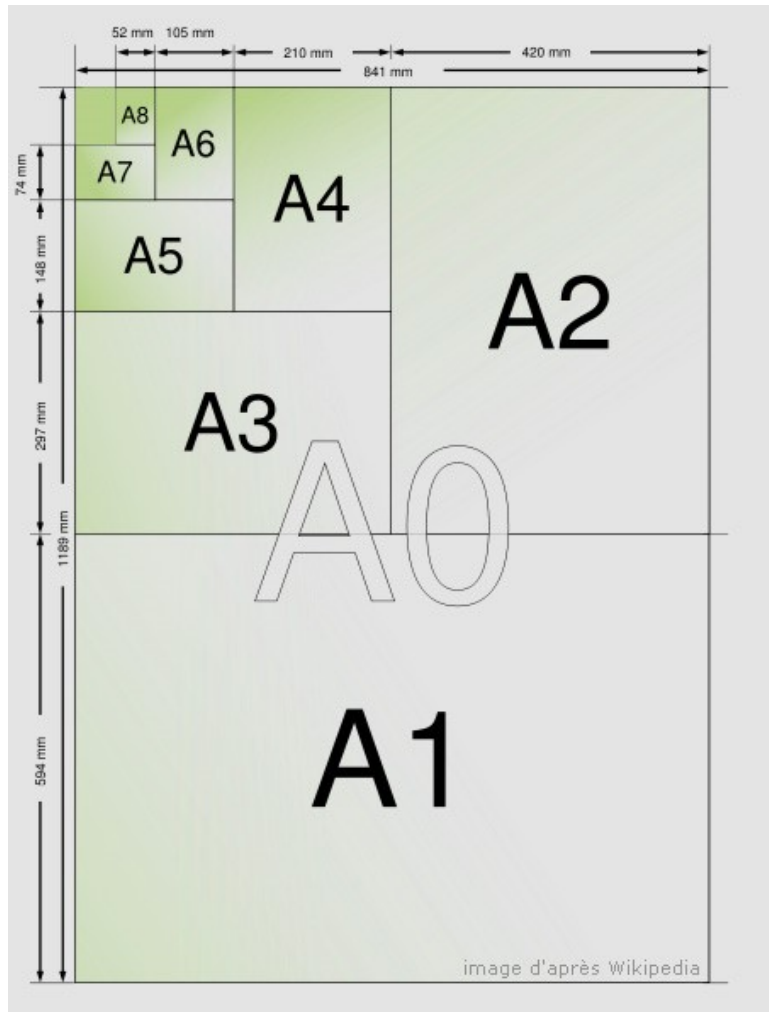 52 mm 105 mm
210 mm 420 mm
841 mm
A8
A6
A7
74 mm
A4
A5
148 mm
A2
A3
297 mm
A0
1189 mm
A1
594 mm
image d'après Wikipedia